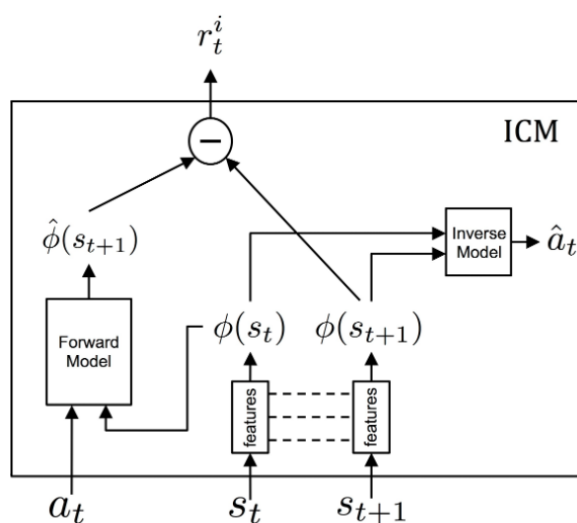 r_t^i
ICM
−
ϕ̂(s_{t+1})
Inverse
Model
â_t
Forward
Model
ϕ(s_t)
ϕ(s_{t+1})
features
features
a_t
s_t
s_{t+1}